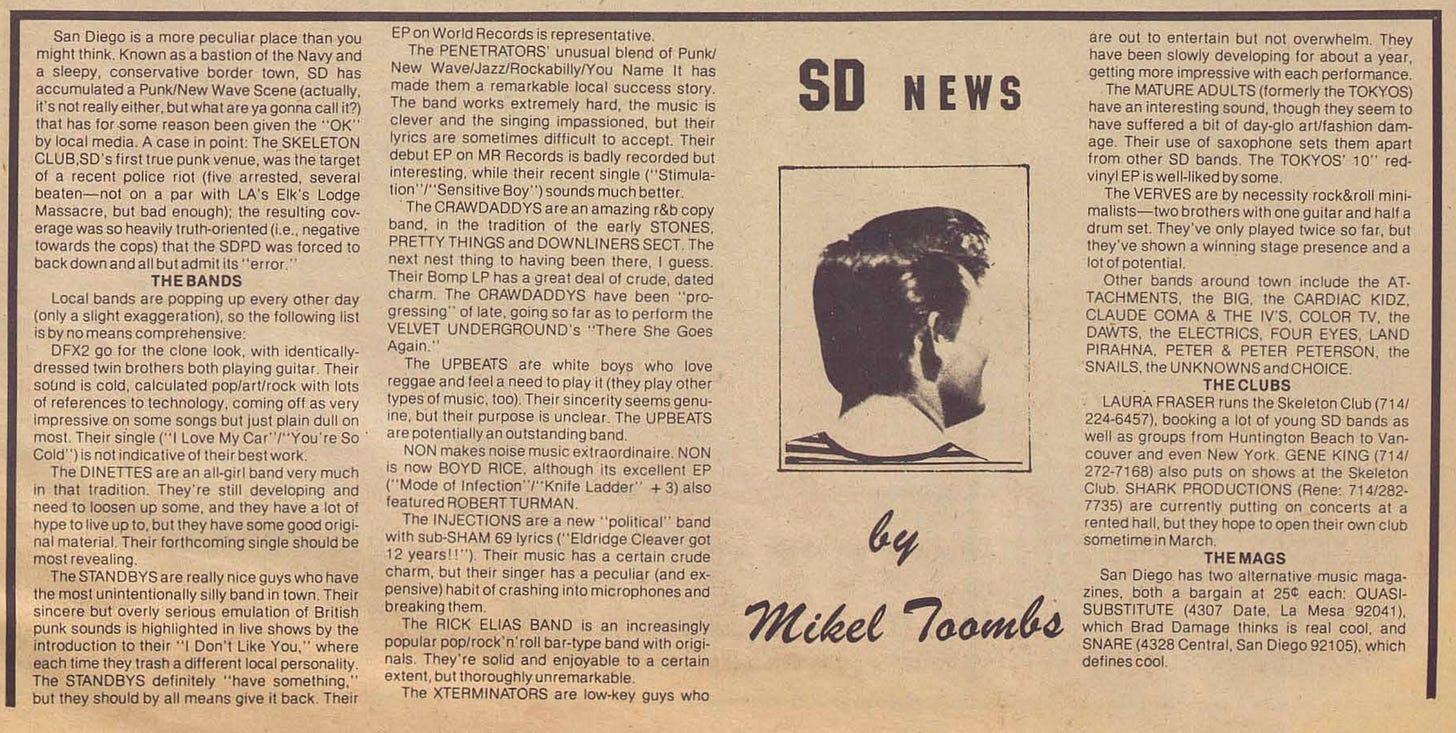 San Diego is a more peculiar place than you
might think. Known as a bastion of the Navy and
a sleepy, conservative border town, SD has
accumulated a Punk/New Wave Scene (actually,
it's not really either, but what are ya gonna call it?)
that has for some reason been given the "OK"
by local media. A case in point: The SKELETON
CLUB,SD's first true punk venue, was the target
of a recent police riot (five arrested, several
beaten—not on a par with LA's Elk's Lodge
Massacre, but bad enough); the resulting cov-
erage was so heavily truth-oriented (i.e., negative
towards the cops) that the SDPD was forced to
back down and all but admit its "error."
THE BANDS
Local bands are popping up every other day
(only a slight exaggeration), so the following list
is by no means comprehensive:
DFX2 go for the clone look, with identically-
dressed twin brothers both playing guitar. Their
sound is cold, calculated pop/art/rock with lots
of references to technology, coming off as very
impressive on some songs but just plain dull on
most. Their single ("I Love My Car"/"You're So
Cold") is not indicative of their best work.
The DINETTES are an all-girl band very much
in that tradition. They're still developing and
need to loosen up some, and they have a lot of
hype to live up to, but they have some good origi-
nal material. Their forthcoming single should be
most revealing.
The STANDBYS are really nice guys who have
the most unintentionally silly band in town. Their
sincere but overly serious emulation of British
punk sounds is highlighted in live shows by the
introduction to their "I Don't Like You," where
each time they trash a different local personality.
The STANDBYS definitely "have something,"
but they should by all means give it back. Their
EP on World Records is representative.
The PENETRATORS' unusual blend of Punk/
New Wave/Jazz/Rockabilly/You Name It has
made them a remarkable local success story.
The band works extremely hard, the music is
clever and the singing impassioned, but their
lyrics are sometimes difficult to accept. Their
debut EP on MR Records is badly recorded but
interesting, while their recent single ("Stimula-
tion"/"Sensitive Boy") sounds much better.
The CRAWDADDYS are an amazing r&b copy
band, in the tradition of the early STONES,
PRETTY THINGS and DOWNLINERS SECT. The
next nest thing to having been there, I guess.
Their Bomp LP has a great deal of crude, dated
charm. The CRAWDADDYS have been "pro-
gressing" of late, going so far as to perform the
VELVET UNDERGROUND's "There She Goes
Again."
The UPBEATS are white boys who love
reggae and feel a need to play it (they play other
types of music, too). Their sincerity seems genu-
ine, but their purpose is unclear. The UPBEATS
are potentially an outstanding band.
NON makes noise music extraordinaire. NON
is now BOYD RICE, although its excellent EP
("Mode of Infection"/"Knife Ladder" + 3) also
featured ROBERT TURMAN.
The INJECTIONS are a new "political" band
with sub-SHAM 69 lyrics ("Eldridge Cleaver got
12 years!!"). Their music has a certain crude
charm, but their singer has a peculiar (and ex-
pensive) habit of crashing into microphones and
breaking them.
The RICK ELIAS BAND is an increasingly
popular pop/rock'n'roll bar-type band with origi-
nals. They're solid and enjoyable to a certain
extent, but thoroughly unremarkable.
The XTERMINATORS are low-key guys who
SD NEWS
by
Mikel Toombs
are out to entertain but not overwhelm. They
have been slowly developing for about a year,
getting more impressive with each performance.
The MATURE ADULTS (formerly the TOKYOS)
have an interesting sound, though they seem to
have suffered a bit of day-glo art/fashion dam-
age. Their use of saxophone sets them apart
from other SD bands. The TOKYOS' 10" red-
vinyl EP is well-liked by some.
The VERVES are by necessity rock&roll mini-
malists—two brothers with one guitar and half a
drum set. They've only played twice so far, but
they've shown a winning stage presence and a
lot of potential.
Other bands around town include the AT-
TACHMENTS, the BIG, the CARDIAC KIDZ,
CLAUDE COMA & THE IV'S, COLOR TV, the
DAWTS, the ELECTRICS, FOUR EYES, LAND
PIRAHNA, PETER & PETER PETERSON, the
SNAILS, the UNKNOWNS and CHOICE.
THE CLUBS
LAURA FRASER runs the Skeleton Club (714/
224-6457), booking a lot of young SD bands as
well as groups from Huntington Beach to Van-
couver and even New York. GENE KING (714/
272-7168) also puts on shows at the Skeleton
Club. SHARK PRODUCTIONS (Rene: 714/282-
7735) are currently putting on concerts at a
rented hall, but they hope to open their own club
sometime in March.
THE MAGS
San Diego has two alternative music maga-
zines, both a bargain at 25¢ each: QUASI-
SUBSTITUTE (4307 Date, La Mesa 92041),
which Brad Damage thinks is real cool, and
SNARE (4328 Central, San Diego 92105), which
defines cool.